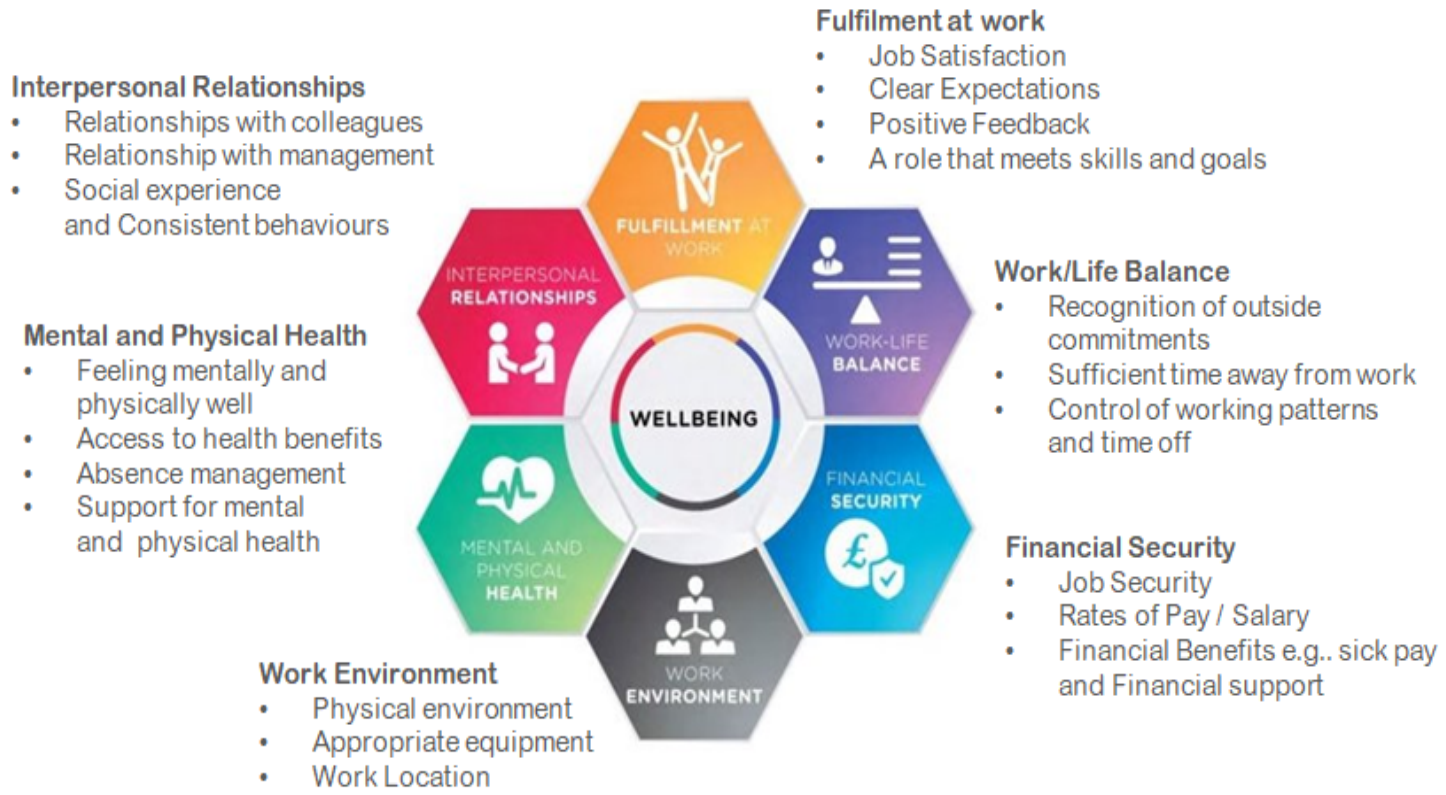 Fulfilment at work
• Job Satisfaction
• Clear Expectations
• Positive Feedback
• A role that meets skills and goals
Interpersonal Relationships
• Relationships with colleagues
• Relationship with management
• Social experience
and Consistent behaviours
Mental and Physical Health
• Feeling mentally and
physically well
• Access to health benefits
• Absence management
• Support for mental
and physical health
Work Environment
• Physical environment
• Appropriate equipment
• Work Location
FULFILLMENT AT
WORK
INTERPERSONAL
RELATIONSHIPS
WORK-LIFE
BALANCE
WELLBEING
FINANCIAL
SECURITY
£
MENTAL AND
PHYSICAL
HEALTH
WORK
ENVIRONMENT
Work/Life Balance
• Recognition of outside
commitments
• Sufficient time away from work
• Control of working patterns
and time off
Financial Security
• Job Security
• Rates of Pay / Salary
• Financial Benefits e.g.. sick pay
and Financial support